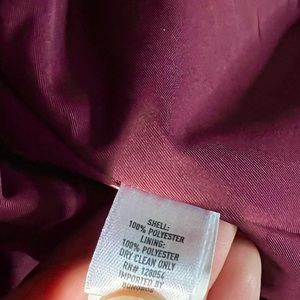 SHELL:
100% POLYESTER
LINING:
100% POLYESTER
DRY CLEAN ONLY
RN# 128054
IMPORTED BY